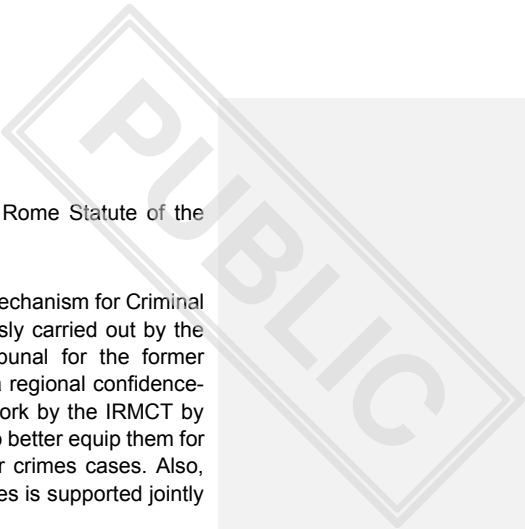 Rome Statute of the
echanism for Criminal
sly carried out by the
bunal for the former
a regional confidence-
ork by the IRMCT by
o better equip them for
r crimes cases. Also,
es is supported jointly
PUBLIC